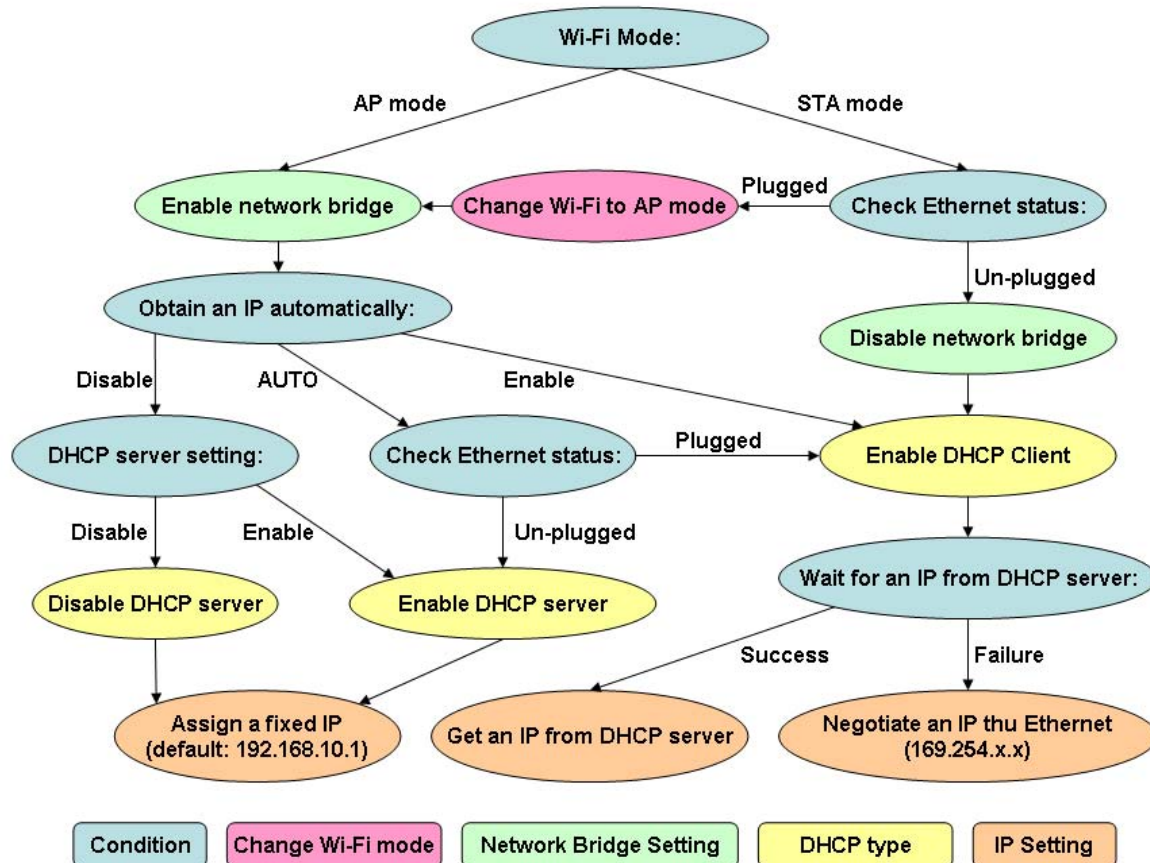 Wi-Fi Mode:
AP mode
STA mode
Enable network bridge
Change Wi-Fi to AP mode
Plugged
Check Ethernet status:
Un-plugged
Obtain an IP automatically:
Disable network bridge
Disable
AUTO
Enable
DHCP server setting:
Check Ethernet status:
Plugged
Enable DHCP Client
Disable
Enable
Un-plugged
Wait for an IP from DHCP server:
Disable DHCP server
Enable DHCP server
Success
Failure
Assign a fixed IP
(default: 192.168.10.1)
Get an IP from DHCP server
Negotiate an IP thu Ethernet
(169.254.x.x)
Condition
Change Wi-Fi mode
Network Bridge Setting
DHCP type
IP Setting